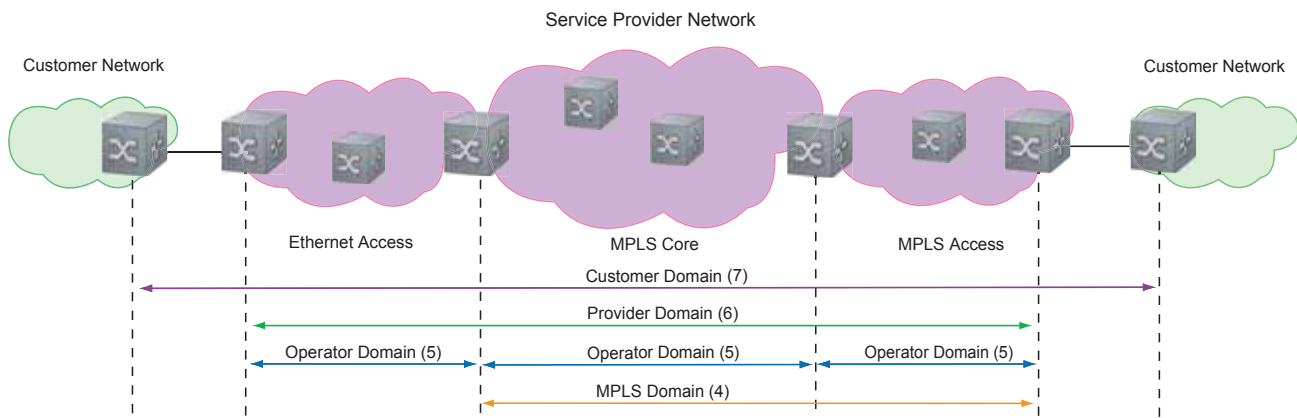 Service Provider Network
Customer Network
Customer Network
Ethernet Access
MPLS Core
MPLS Access
Customer Domain (7)
Provider Domain (6)
Operator Domain (5)
Operator Domain (5)
Operator Domain (5)
MPLS Domain (4)